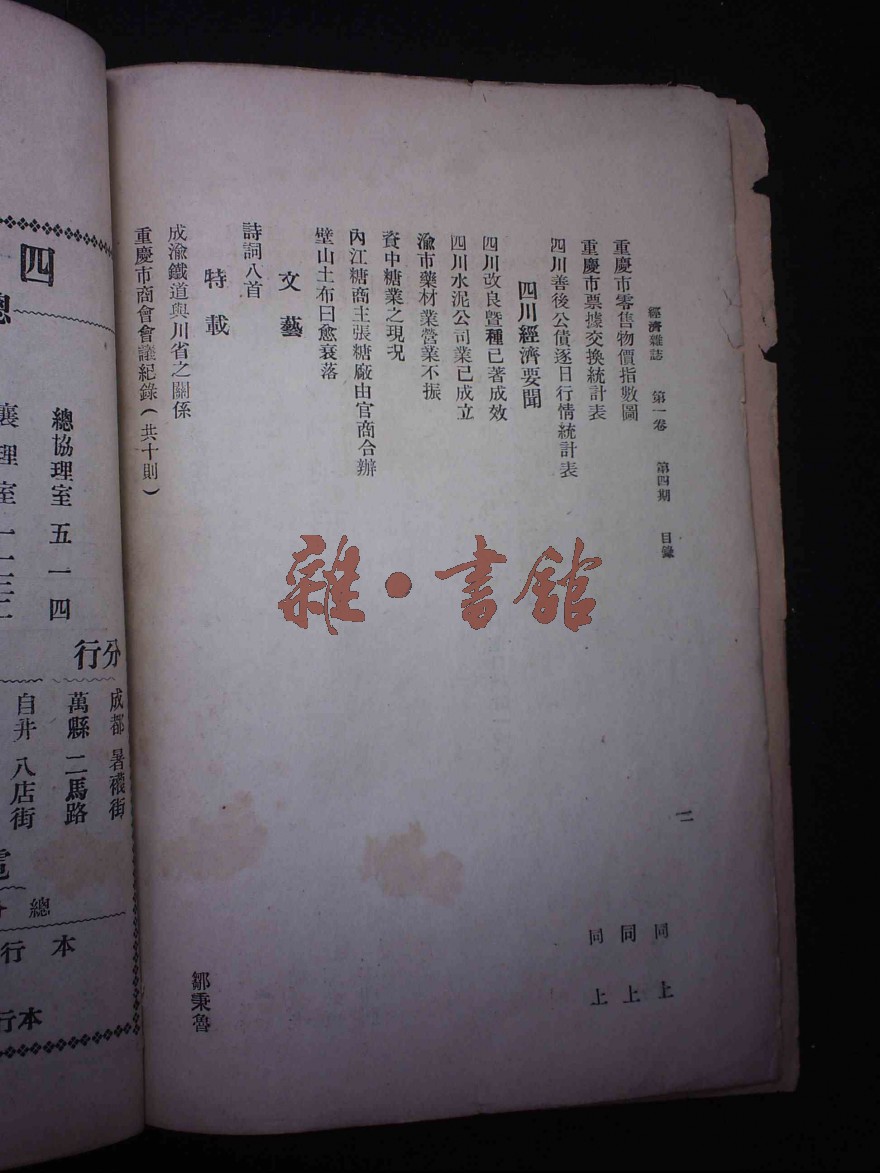 經濟雜誌　第一卷　第四期　目錄　二
重慶市零售物價指數圖　同上
重慶市票據交換統計表　同上
四川善後公債逐日行情統計表　同上
四川經濟要聞
四川改良暨種已著成效
四川水泥公司業已成立
渝市藥材業營業不振
資中糖業之現況
內江糖商主張糖廠由官商合辦
璧山土布日愈衰落
文藝
詩詞八首
特載
成渝鐵道與川省之關係　鄒秉魯
重慶市商會會議紀錄（共十則）
雜·書館
四
總
總協理室　五一四
襄理室　一一三二
分行
成都　暑襪街
萬縣　二馬路
自井　八店街
電
總
本行
本行